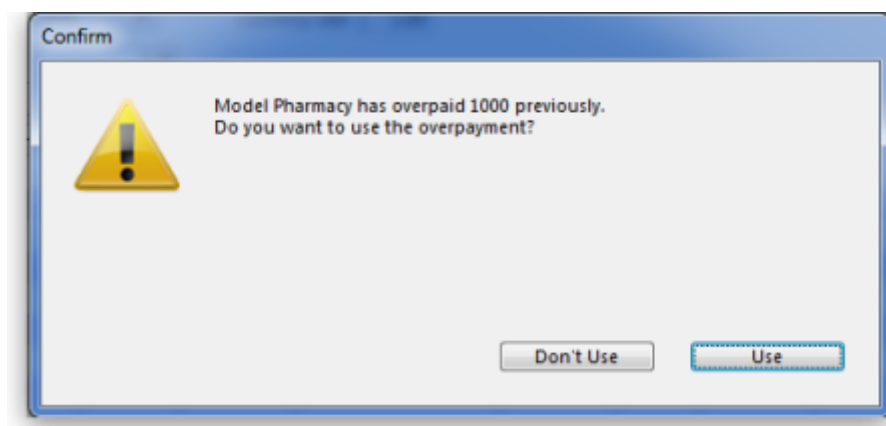 Confirm
Model Pharmacy has overpaid 1000 previously.
Do you want to use the overpayment?
Don't Use
Use